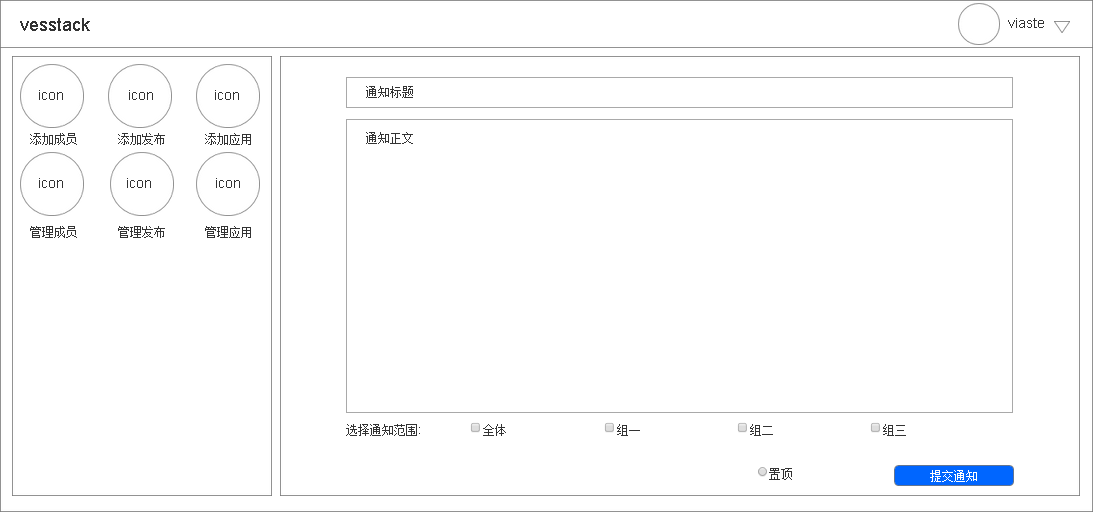 vesstack
viaste
icon icon icon
添加成员 添加发布 添加应用
icon icon icon
管理成员 管理发布 管理应用
通知标题
通知正文
选择通知范围: 全体 组一 组二 组三
置顶 提交通知